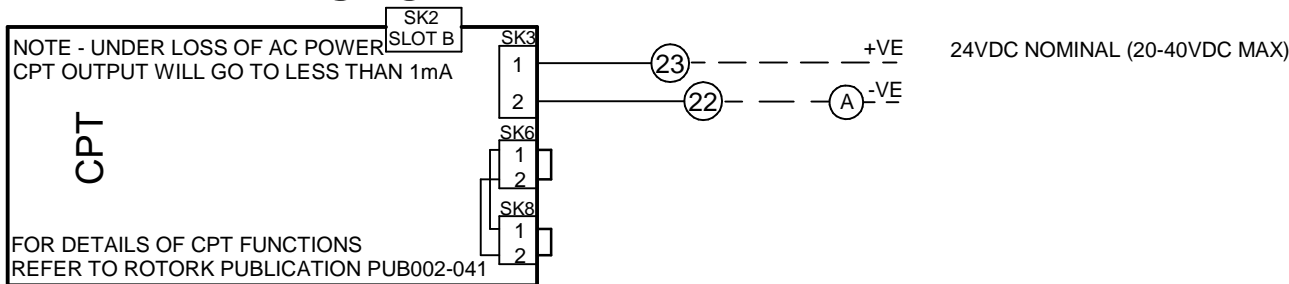 SK2
SLOT B
NOTE - UNDER LOSS OF AC POWER
CPT OUTPUT WILL GO TO LESS THAN 1mA
SK3
1
23
+VE
24VDC NOMINAL (20-40VDC MAX)
2
22
A
-VE
CPT
SK6
1
2
SK8
1
2
FOR DETAILS OF CPT FUNCTIONS
REFER TO ROTORK PUBLICATION PUB002-041